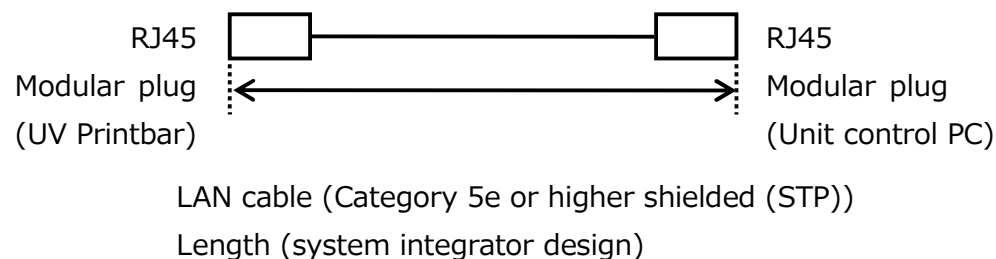 RJ45
Modular plug
(UV Printbar)
RJ45
Modular plug
(Unit control PC)
LAN cable (Category 5e or higher shielded (STP))
Length (system integrator design)